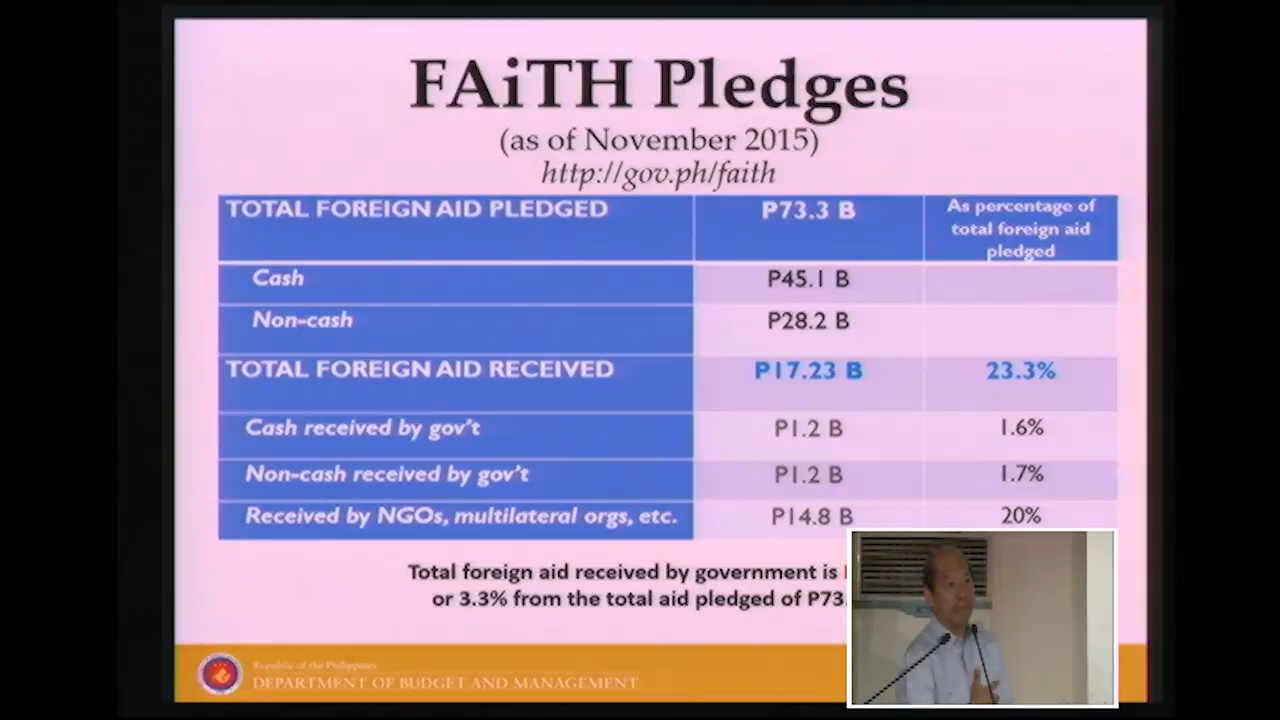 FAiTH Pledges
(as of November 2015)
http://gov.ph/faith
TOTAL FOREIGN AID PLEDGED P73.3 B As percentage of
total foreign aid
pledged
Cash P45.1 B
Non-cash P28.2 B
TOTAL FOREIGN AID RECEIVED P17.23 B 23.3%
Cash received by gov't P1.2 B 1.6%
Non-cash received by gov't P1.2 B 1.7%
Received by NGOs, multilateral orgs, etc. P14.8 B 20%
Total foreign aid received by government is
or 3.3% from the total aid pledged of P73.
Republic of the Philippines
DEPARTMENT OF BUDGET AND MANAGEMENT